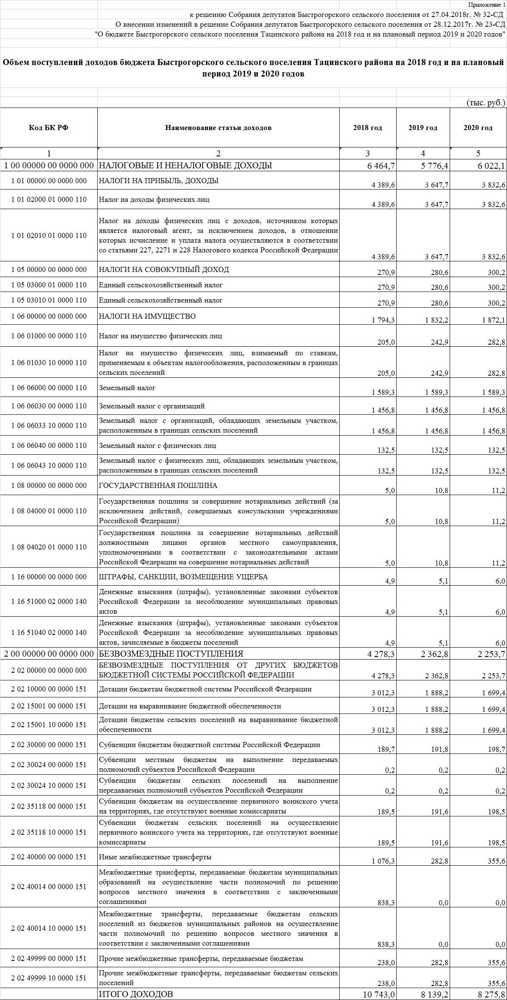 Приложение 1
к решению Собрания депутатов Быстрогорского сельского поселения от 27.04.2018г. № 32-СД
О внесении изменений в решение Собрания депутатов Быстрогорского сельского поселения от 28.12.2017г. № 23-СД
"О бюджете Быстрогорского сельского поселения Тацинского района на 2018 год и на плановый период 2019 и 2020 годов"
Объем поступлений доходов бюджета Быстрогорского сельского поселения Тацинского района на 2018 год и на плановый
период 2019 и 2020 годов
(тыс. руб.)
Код БК РФ Наименование статьи доходов 2018 год 2019 год 2020 год
1 2 3 4 5
1 00 00000 00 0000 000 НАЛОГОВЫЕ И НЕНАЛОГОВЫЕ ДОХОДЫ 6 464,7 5 776,4 6 022,1
1 01 00000 00 0000 000 НАЛОГИ НА ПРИБЫЛЬ, ДОХОДЫ 4 389,6 3 647,7 3 832,6
1 01 02000 01 0000 110 Налог на доходы физических лиц 4 389,6 3 647,7 3 832,6
1 01 02010 01 0000 110 Налог на доходы физических лиц с доходов, источником которых
является налоговый агент, за исключением доходов, в отношении
которых исчисление и уплата налога осуществляются в соответствии
со статьями 227, 2271 и 228 Налогового кодекса Российской Федерации 4 389,6 3 647,7 3 832,6
1 05 00000 00 0000 000 НАЛОГИ НА СОВОКУПНЫЙ ДОХОД 270,9 280,6 300,2
1 05 03000 01 0000 110 Единый сельскохозяйственный налог 270,9 280,6 300,2
1 05 03010 01 0000 110 Единый сельскохозяйственный налог 270,9 280,6 300,2
1 06 00000 00 0000 000 НАЛОГИ НА ИМУЩЕСТВО 1 794,3 1 832,2 1 872,1
1 06 01000 00 0000 110 Налог на имущество физических лиц 205,0 242,9 282,8
1 06 01030 10 0000 110 Налог на имущество физических лиц, взимаемый по ставкам,
применяемым к объектам налогообложения, расположенным в границах
сельских поселений 205,0 242,9 282,8
1 06 06000 00 0000 110 Земельный налог 1 589,3 1 589,3 1 589,3
1 06 06030 00 0000 110 Земельный налог с организаций 1 456,8 1 456,8 1 456,8
1 06 06033 10 0000 110 Земельный налог с организаций, обладающих земельным участком,
расположенным в границах сельских поселений 1 456,8 1 456,8 1 456,8
1 06 06040 00 0000 110 Земельный налог с физических лиц 132,5 132,5 132,5
1 06 06043 10 0000 110 Земельный налог с физических лиц, обладающих земельным участком,
расположенным в границах сельских поселений 132,5 132,5 132,5
1 08 00000 00 0000 000 ГОСУДАРСТВЕННАЯ ПОШЛИНА 5,0 10,8 11,2
1 08 04000 01 0000 110 Государственная пошлина за совершение нотариальных действий (за
исключением действий, совершаемых консульскими учреждениями
Российской Федерации) 5,0 10,8 11,2
1 08 04020 01 0000 110 Государственная пошлина за совершение нотариальных действий
должностными лицами органов местного самоуправления,
уполномоченными в соответствии с законодательными актами
Российской Федерации на совершение нотариальных действий 5,0 10,8 11,2
1 16 00000 00 0000 000 ШТРАФЫ, САНКЦИИ, ВОЗМЕЩЕНИЕ УЩЕРБА 4,9 5,1 6,0
1 16 51000 02 0000 140 Денежные взыскания (штрафы), установленные законами субъектов
Российской Федерации за несоблюдение муниципальных правовых
актов 4,9 5,1 6,0
1 16 51040 02 0000 140 Денежные взыскания (штрафы), установленные законами субъектов
Российской Федерации за несоблюдение муниципальных правовых
актов, зачисляемые в бюджеты поселений 4,9 5,1 6,0
2 00 00000 00 0000 000 БЕЗВОЗМЕЗДНЫЕ ПОСТУПЛЕНИЯ 4 278,3 2 362,8 2 253,7
2 02 00000 00 0000 000 БЕЗВОЗМЕЗДНЫЕ ПОСТУПЛЕНИЯ ОТ ДРУГИХ БЮДЖЕТОВ
БЮДЖЕТНОЙ СИСТЕМЫ РОССИЙСКОЙ ФЕДЕРАЦИИ 4 278,3 2 362,8 2 253,7
2 02 10000 00 0000 151 Дотации бюджетам бюджетной системы Российской Федерации 3 012,3 1 888,2 1 699,4
2 02 15001 00 0000 151 Дотации на выравнивание бюджетной обеспеченности 3 012,3 1 888,2 1 699,4
2 02 15001 10 0000 151 Дотации бюджетам сельских поселений на выравнивание бюджетной
обеспеченности 3 012,3 1 888,2 1 699,4
2 02 30000 00 0000 151 Субвенции бюджетам бюджетной системы Российской Федерации 189,7 191,8 198,7
2 02 30024 00 0000 151 Субвенции местным бюджетам на выполнение передаваемых
полномочий субъектов Российской Федерации 0,2 0,2 0,2
2 02 30024 10 0000 151 Субвенции бюджетам сельских поселений на выполнение
передаваемых полномочий субъектов Российской Федерации 0,2 0,2 0,2
2 02 35118 00 0000 151 Субвенции бюджетам на осуществление первичного воинского учета
на территориях, где отсутствуют военные комиссариаты 189,5 191,6 198,5
2 02 35118 10 0000 151 Субвенции бюджетам сельских поселений на осуществление
первичного воинского учета на территориях, где отсутствуют военные
комиссариаты 189,5 191,6 198,5
2 02 40000 00 0000 151 Иные межбюджетные трансферты 1 076,3 282,8 355,6
2 02 40014 00 0000 151 Межбюджетные трансферты, передаваемые бюджетам муниципальных
образований на осуществление части полномочий по решению
вопросов местного значения в соответствии с заключенными
соглашениями 838,3 0,0 0,0
2 02 40014 10 0000 151 Межбюджетные трансферты, передаваемые бюджетам сельских
поселений из бюджетов муниципальных районов на осуществление
части полномочий по решению вопросов местного значения в
соответствии с заключенными соглашениями 838,3 0,0 0,0
2 02 49999 00 0000 151 Прочие межбюджетные трансферты, передаваемые бюджетам 238,0 282,8 355,6
2 02 49999 10 0000 151 Прочие межбюджетные трансферты, передаваемые бюджетам сельских
поселений 238,0 282,8 355,6
ИТОГО ДОХОДОВ 10 743,0 8 139,2 8 275,8